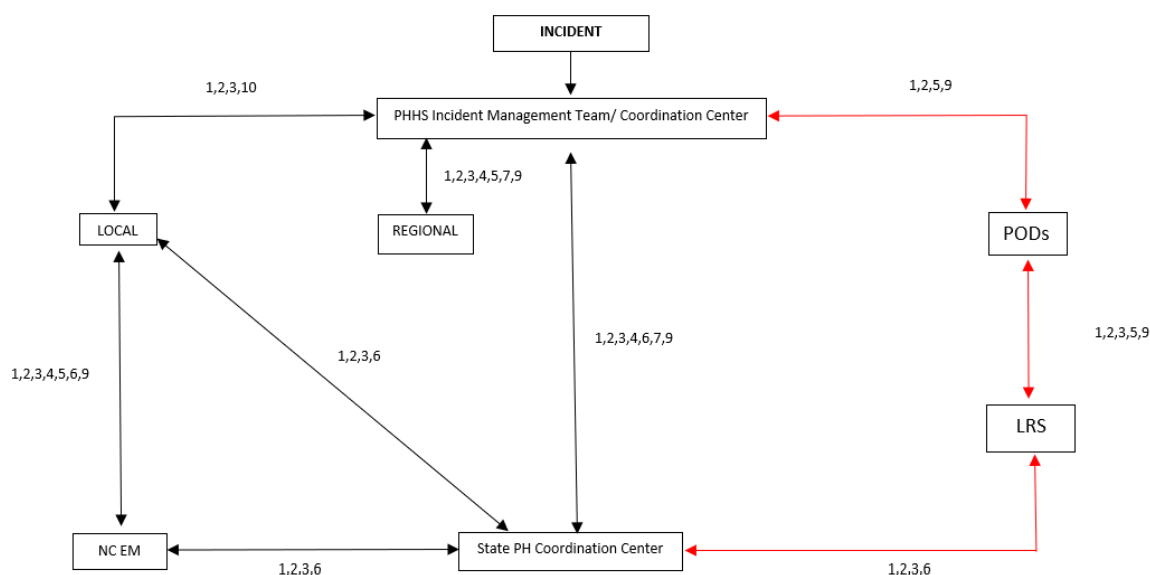 INCIDENT
1,2,3,10
1,2,5,9
PHHS Incident Management Team/ Coordination Center
1,2,3,4,5,7,9
LOCAL
REGIONAL
PODs
1,2,3,6
1,2,3,4,6,7,9
1,2,3,5,9
1,2,3,4,5,6,9
LRS
NC EM
State PH Coordination Center
1,2,3,6
1,2,3,6